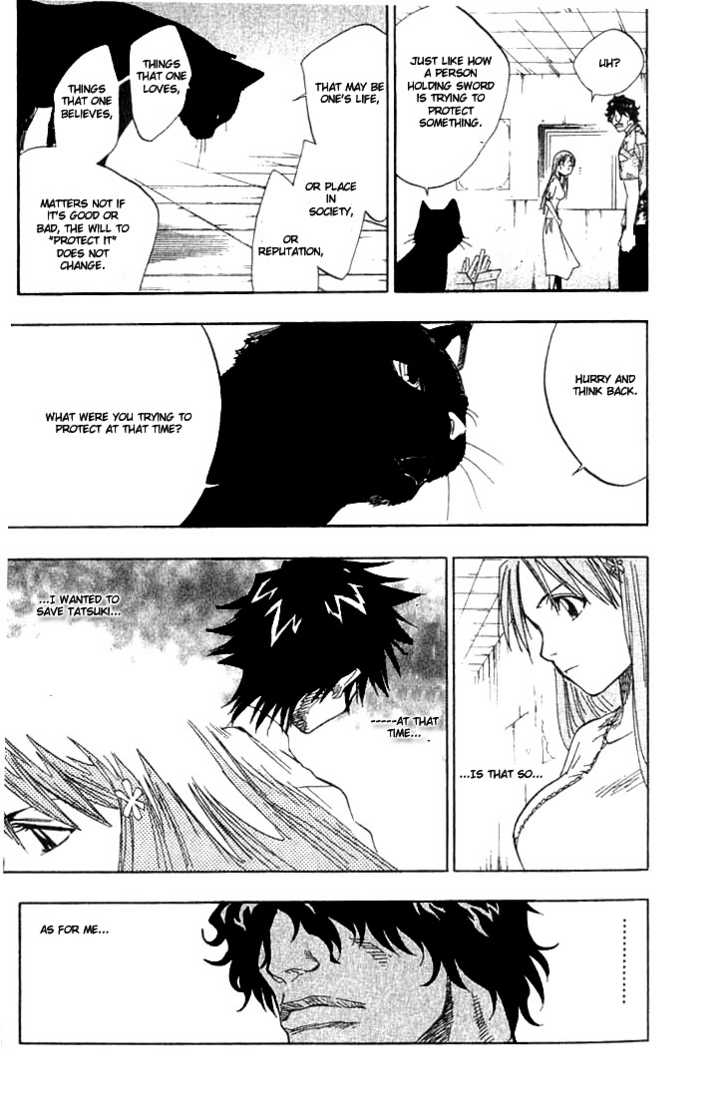 UH?
JUST LIKE HOW
A PERSON
HOLDING SWORD
IS TRYING TO
PROTECT
SOMETHING.
THAT MAY BE
ONE'S LIFE,
OR PLACE
IN
SOCIETY,
OR
REPUTATION,
THINGS
THAT ONE
LOVES,
THINGS
THAT ONE
BELIEVES,
MATTERS NOT IF
IT'S GOOD OR
BAD, THE WILL TO
"PROTECT IT"
DOES NOT
CHANGE.
HURRY AND
THINK BACK.
WHAT WERE YOU TRYING TO
PROTECT AT THAT TIME?
...IS THAT SO...
-----AT THAT
TIME...
...I WANTED TO
SAVE TATSUKI...
..............
AS FOR ME...